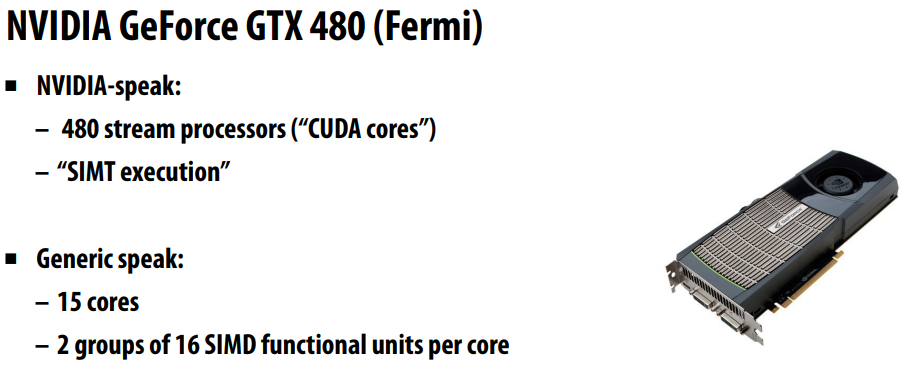 NVIDIA GeForce GTX 480 (Fermi)
▪ NVIDIA-speak:
– 480 stream processors (“CUDA cores”)
– “SIMT execution”
▪ Generic speak:
– 15 cores
– 2 groups of 16 SIMD functional units per core